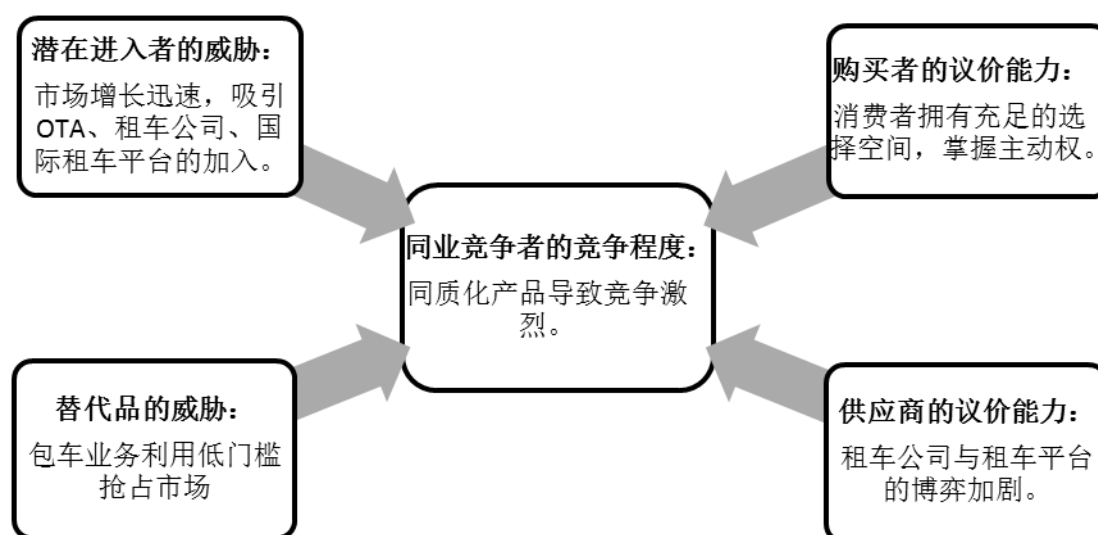 潜在进入者的威胁：
市场增长迅速，吸引
OTA、租车公司、国
际租车平台的加入。
购买者的议价能力：
消费者拥有充足的选
择空间，掌握主动权。
同业竞争者的竞争程度：
同质化产品导致竞争激
烈。
替代品的威胁：
包车业务利用低门槛
抢占市场
供应商的议价能力：
租车公司与租车平台
的博弈加剧。